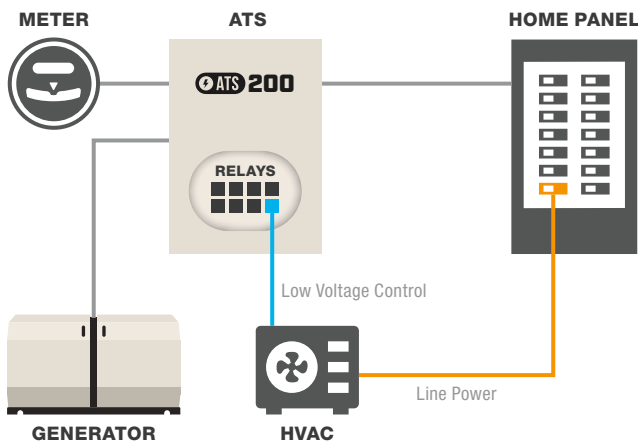 METER
ATS
HOME PANEL
ATS 200
RELAYS
Low Voltage Control
Line Power
GENERATOR
HVAC